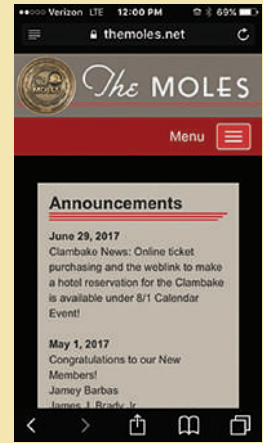 Verizon LTE 12:00 PM 69%
themoles.net
MOLES
The MOLES
Menu
Announcements
June 29, 2017
Clambake News: Online ticket
purchasing and the weblink to make
a hotel reservation for the Clambake
is available under 8/1 Calendar
Event!
May 1, 2017
Congratulations to our New
Members!
Jamey Barbas
James J. Brady, Jr.